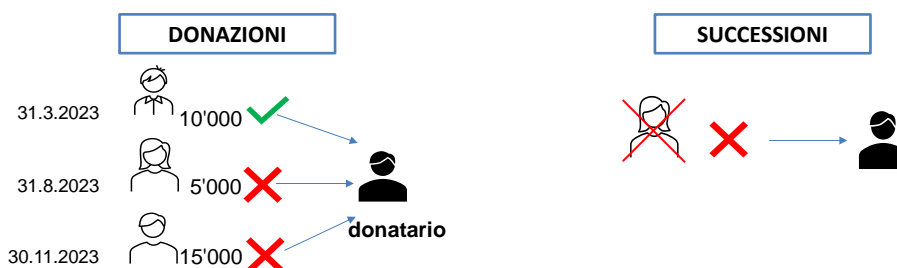 DONAZIONI
SUCCESSIONI
31.3.2023 10'000
31.8.2023 5'000
donatario
30.11.2023 15'000